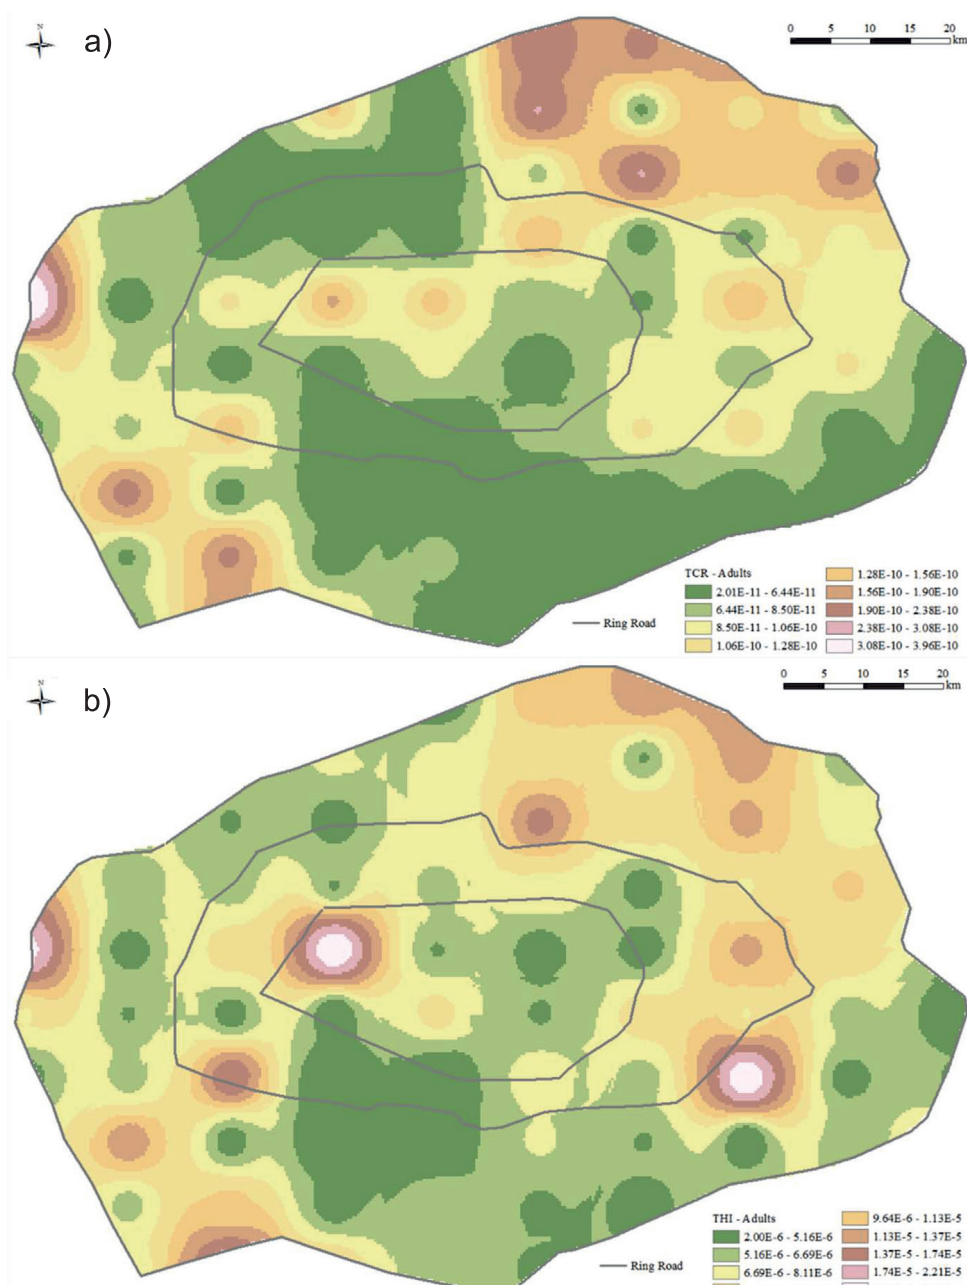 N
a)
0 5 10 15 20
km
TCR - Adults
2.01E-11 - 6.44E-11
6.44E-11 - 8.50E-11
8.50E-11 - 1.06E-10
1.06E-10 - 1.28E-10
1.28E-10 - 1.56E-10
1.56E-10 - 1.90E-10
1.90E-10 - 2.38E-10
2.38E-10 - 3.08E-10
3.08E-10 - 3.96E-10
Ring Road
N
b)
0 5 10 15 20
km
THI - Adults
2.00E-6 - 5.16E-6
5.16E-6 - 6.69E-6
6.69E-6 - 8.11E-6
9.64E-6 - 1.13E-5
1.13E-5 - 1.37E-5
1.37E-5 - 1.74E-5
1.74E-5 - 2.21E-5
Ring Road